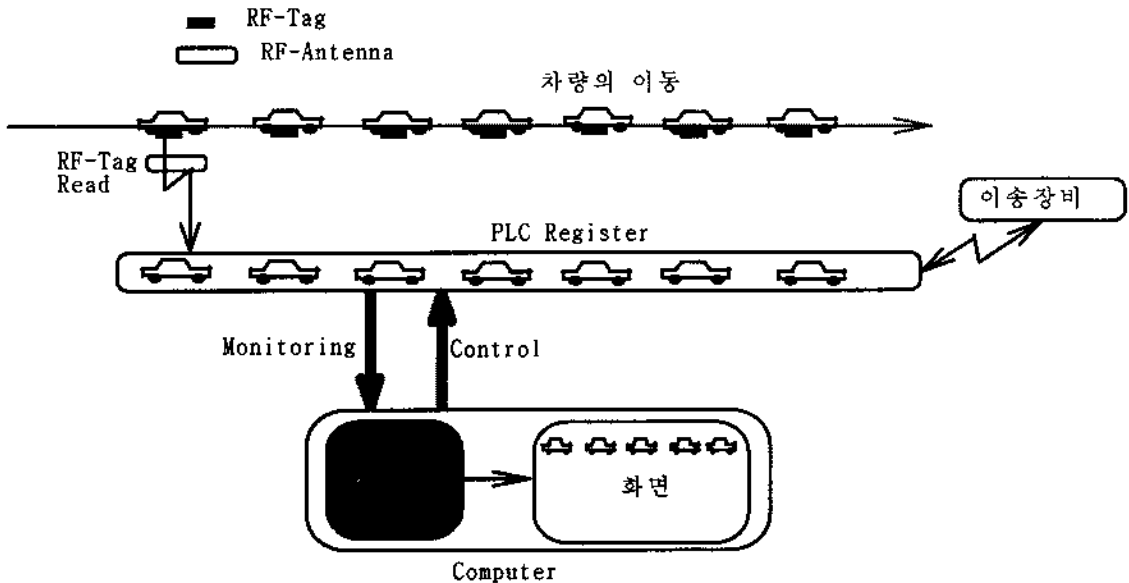 RF-Tag
RF-Antenna
차량의 이동
RF-Tag
Read
이송장비
PLC Register
Monitoring
Control
화면
Computer